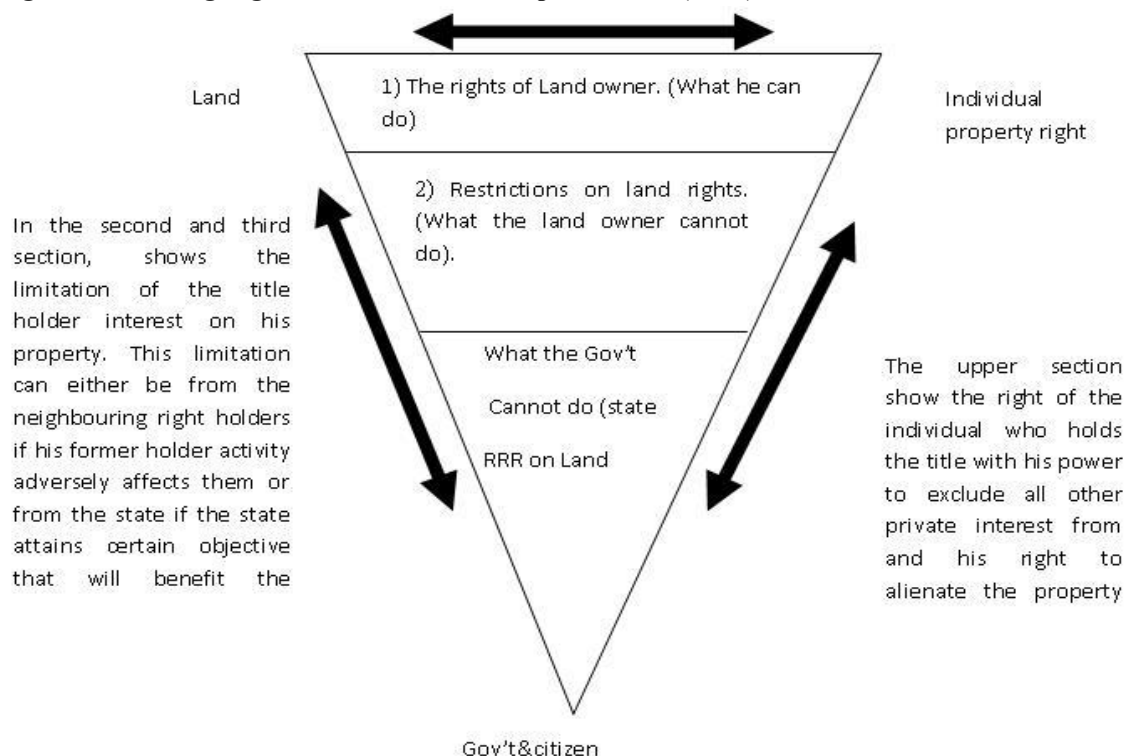 Land
1) The rights of Land owner. (What he can
do)
Individual
property right
2) Restrictions on land rights.
(What the land owner cannot
do).
In the second and third
section, shows the
limitation of the title
holder interest on his
property. This limitation
can either be from the
neighbouring right holders
if his former holder activity
adversely affects them or
from the state if the state
attains certain objective
that will benefit the
What the Gov't
Cannot do (state
RRR on Land
The upper section
show the right of the
individual who holds
the title with his power
to exclude all other
private interest from
and his right to
alienate the property
Gov't&citizen